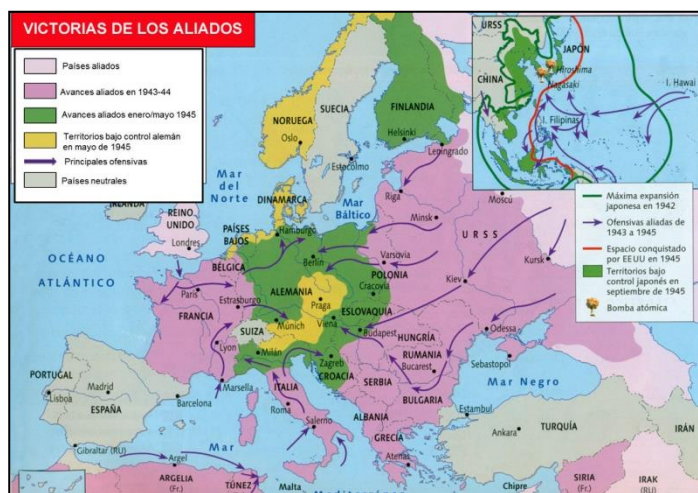 VICTORIAS DE LOS ALIADOS
Países aliados
Avances aliados en 1943-44
Avances aliados enero/mayo 1945
Territorios bajo control alemán
en mayo de 1945
Principales ofensivas
Países neutrales
URSS
JAPÓN
CHINA
Hiroshima
Nagasaki
I. Hawai
I. Filipinas
Máxima expansión
japonesa en 1942
Ofensivas aliadas de
1943 a 1945
Espacio conquistado
por EEUU en 1945
Territorios bajo
control japonés en
septiembre de 1945
Bomba atómica
NORUEGA
Oslo
SUECIA
Estocolmo
FINLANDIA
Helsinki
Leningrado
Mar
del Norte
DINAMARCA
Mar
Báltico
Riga
Moscú
IRLANDA
REINO
UNIDO
Londres
PAÍSES
BAJOS
Hamburgo
Minsk
URSS
BÉLGICA
Berlín
Varsovia
POLONIA
Kursk
OCÉANO
ATLÁNTICO
París
Estrasburgo
ALEMANIA
Praga
Cracovia
Kiev
FRANCIA
ESLOVAQUIA
Viena
SUIZA
Múnich
Budapest
Lyon
Milán
HUNGRÍA
Odessa
Zagreb
CROACIA
RUMANIA
Bucarest
Sebastopol
PORTUGAL
Lisboa
Madrid
ESPAÑA
Barcelona
Marsella
ITALIA
Roma
SERBIA
BULGARIA
Mar Negro
Salerno
ALBANIA
Estambul
Ankara
TURQUÍA
IRÁN
GRECIA
Atenas
Gibraltar (RU)
Mar
Argel
ARGELIA
(Fr.)
TÚNEZ
Malta
Mediterráneo
Chipre
SIRIA
(Fr.)
IRAK
(RU)